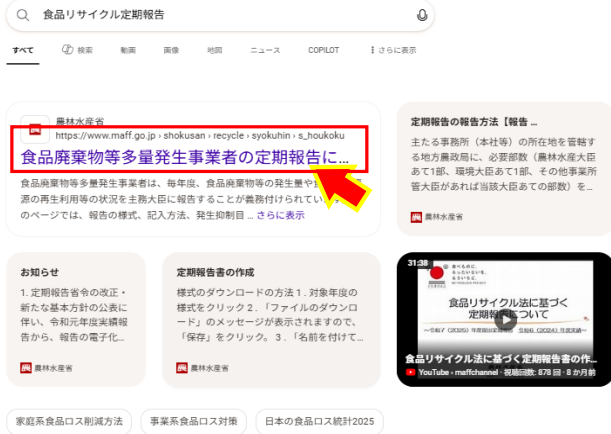 食品リサイクル定期報告
すべて 検索 動画 画像 地図 ニュース COPILOT さらに表示
農林水産省
https://www.maff.go.jp › shokusan › recycle › syokuhin › s_houkoku
食品廃棄物等多量発生事業者の定期報告に...
食品廃棄物等多量発生事業者は、毎年度、食品廃棄物等の発生量や
源の再生利用等の状況を主務大臣に報告することが義務付けられてい
のページでは、報告の様式、記入方法、発生抑制目 ... さらに表示
定期報告の報告方法【報告 ...
主たる事務所（本社等）の所在地を管轄す
る地方農政局に、必要部数（農林水産大臣
あて1部、環境大臣あて1部、その他事業所
管大臣があれば当該大臣あての部数）を...
農林水産省
お知らせ
1. 定期報告省令の改正・
新たな基本方針の公表に
伴い、令和元年度実績報
告から、報告の電子化...
農林水産省
定期報告書の作成
様式のダウンロードの方法 1 . 対象年度の
様式をクリック 2 . 「ファイルのダウンロ
ード」のメッセージが表示されますので、
「保存」をクリック。 3 . 「名前を付けて...
農林水産省
31:38
食品リサイクル法に基づく
定期報告について
～令和7（2025）年度提出定期報告 令和6（2024）年度実績～
食品リサイクル法に基づく定期報告書の作...
YouTube › maffchannel · 視聴回数: 878 回 · 8 か月前
家庭系食品ロス削減方法 事業系食品ロス対策 日本の食品ロス統計2025